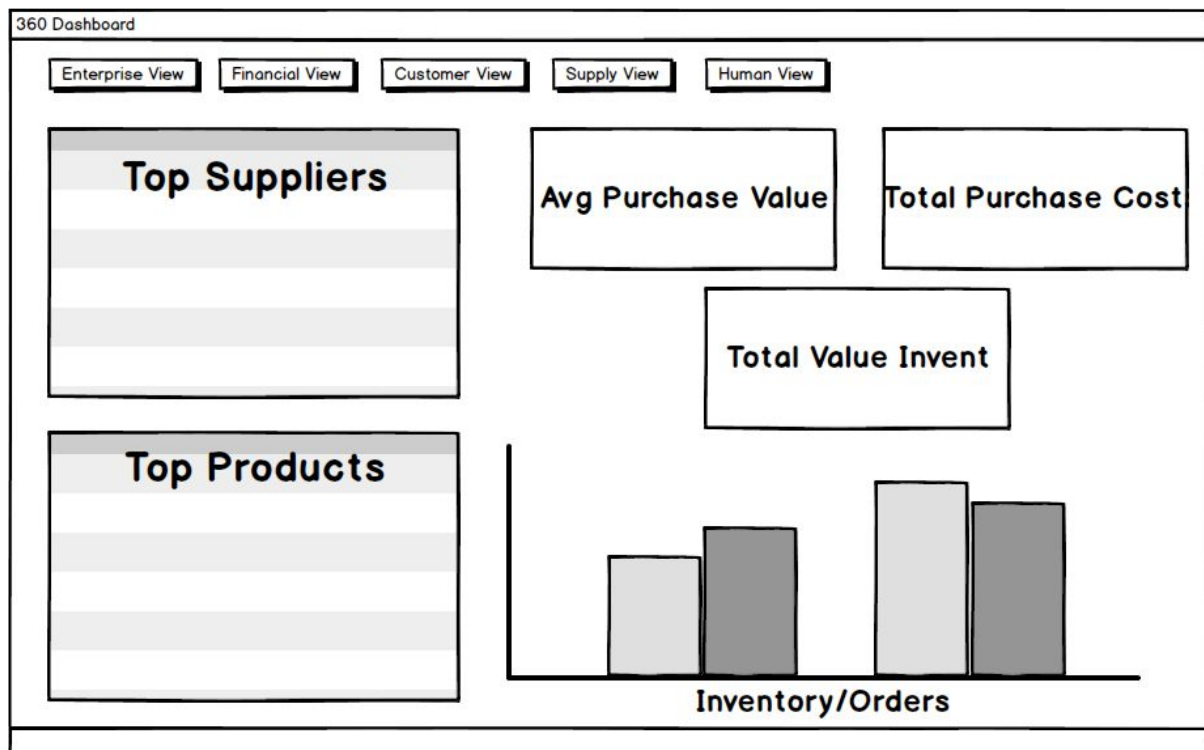 360 Dashboard
Enterprise View Financial View Customer View Supply View Human View
Top Suppliers
Avg Purchase Value
Total Purchase Cost
Total Value Invent
Top Products
Inventory/Orders